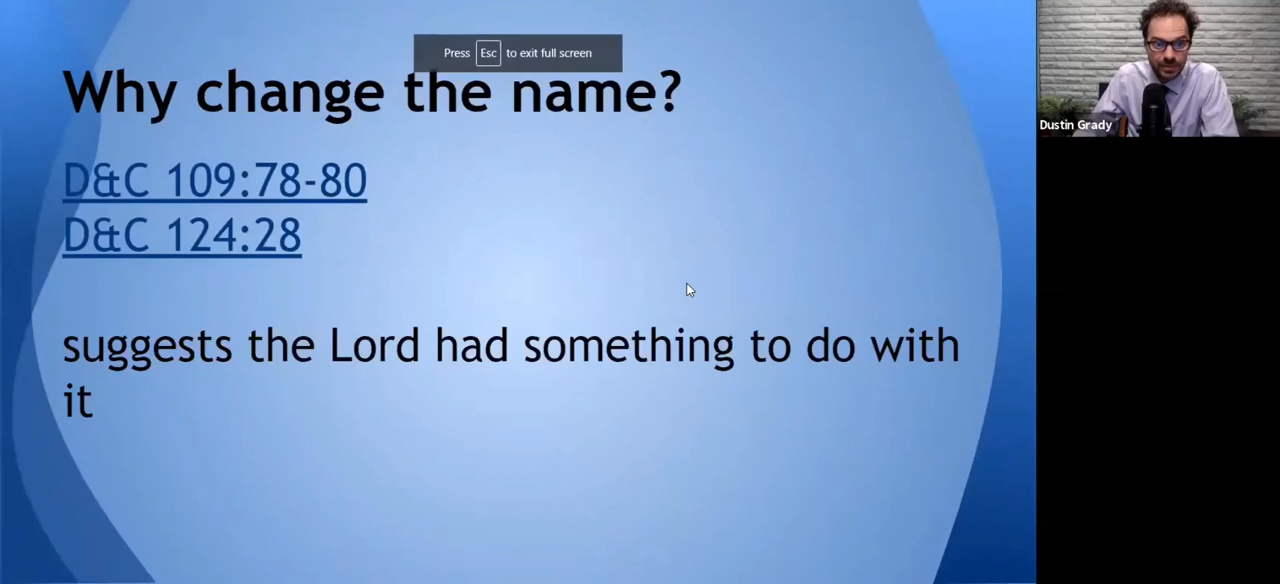 Press Esc to exit full screen
Why change the name?
D&C 109:78-80
D&C 124:28
suggests the Lord had something to do with
it
Dustin Grady